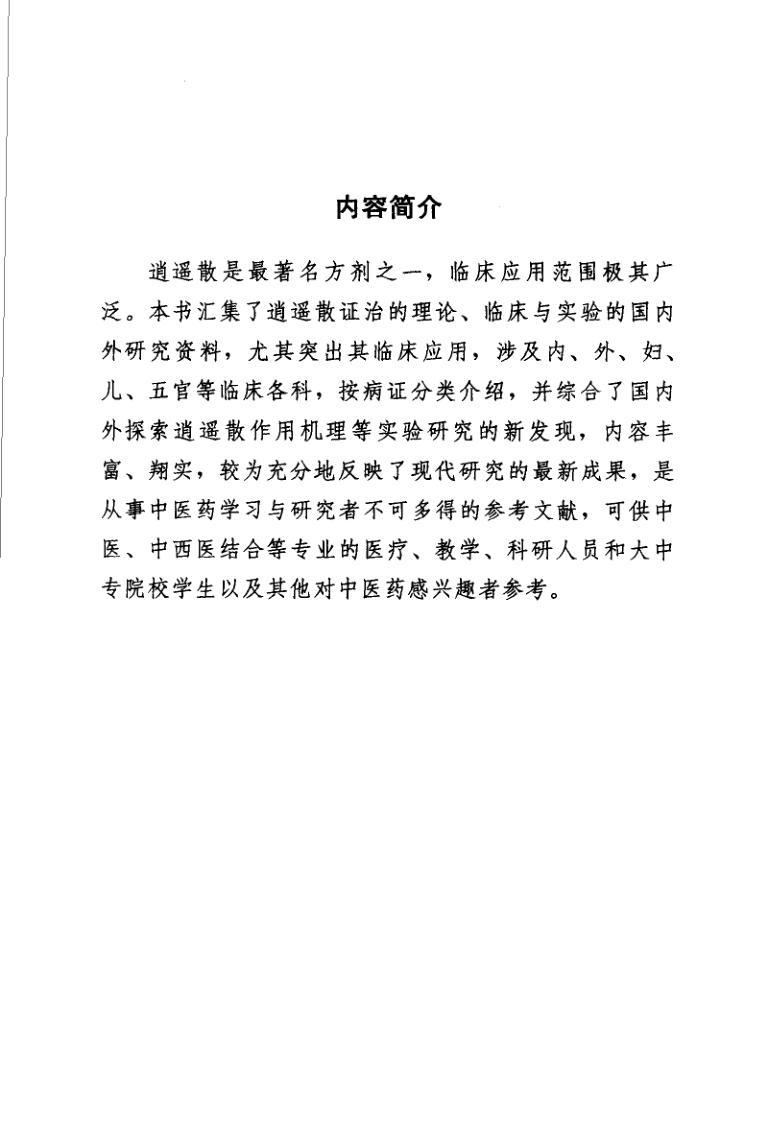 内容简介
逍遥散是最著名方剂之一，临床应用范围极其广
泛。本书汇集了逍遥散证治的理论、临床与实验的国内
外研究资料，尤其突出其临床应用，涉及内、外、妇、
儿、五官等临床各科，按病证分类介绍，并综合了国内
外探索逍遥散作用机理等实验研究的新发现，内容丰
富、翔实，较为充分地反映了现代研究的最新成果，是
从事中医药学习与研究者不可多得的参考文献，可供中
医、中西医结合等专业的医疗、教学、科研人员和大中
专院校学生以及其他对中医药感兴趣者参考。